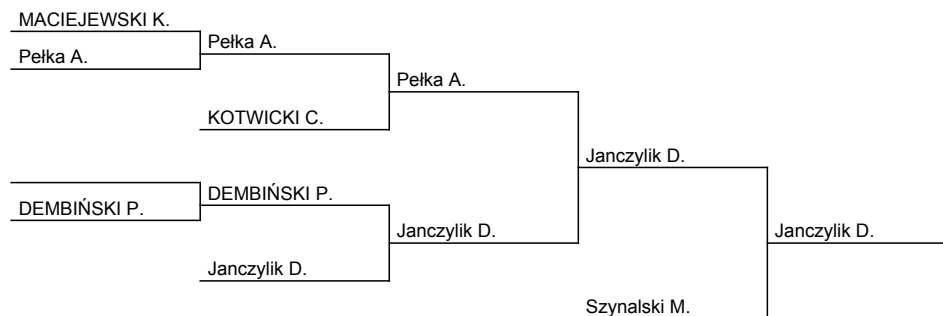 MACIEJEWSKI K.
Pełka A.
Pełka A.
Pełka A.
KOTWICKI C.
Janczylik D.
DEMBIŃSKI P.
DEMBIŃSKI P.
Janczylik D.
Janczylik D.
Janczylik D.
Szynalski M.